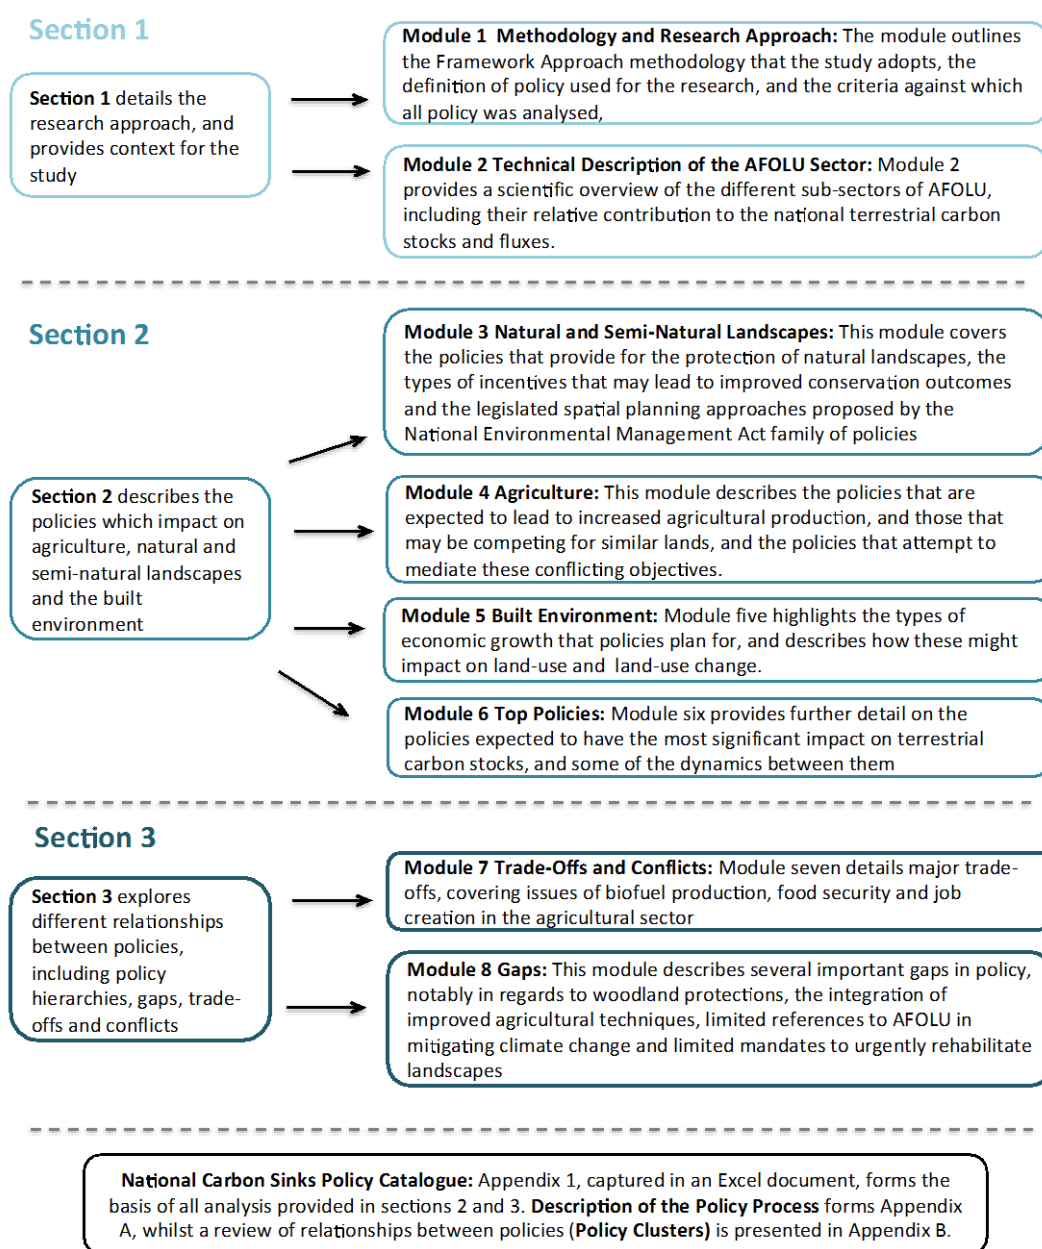 Section 1
Section 1 details the
research approach, and
provides context for the
study
Module 1  Methodology and Research Approach: The module outlines
the Framework Approach methodology that the study adopts, the
definition of policy used for the research, and the criteria against which
all policy was analysed,
Module 2 Technical Description of the AFOLU Sector: Module 2
provides a scientific overview of the different sub-sectors of AFOLU,
including their relative contribution to the national terrestrial carbon
stocks and fluxes.
Section 2
Section 2 describes the
policies which impact on
agriculture, natural and
semi-natural landscapes
and the built
environment
Module 3 Natural and Semi-Natural Landscapes: This module covers
the policies that provide for the protection of natural landscapes, the
types of incentives that may lead to improved conservation outcomes
and the legislated spatial planning approaches proposed by the
National Environmental Management Act family of policies
Module 4 Agriculture: This module describes the policies that are
expected to lead to increased agricultural production, and those that
may be competing for similar lands, and the policies that attempt to
mediate these conflicting objectives.
Module 5 Built Environment: Module five highlights the types of
economic growth that policies plan for, and describes how these might
impact on land-use and  land-use change.
Module 6 Top Policies: Module six provides further detail on the
policies expected to have the most significant impact on terrestrial
carbon stocks, and some of the dynamics between them
Section 3
Section 3 explores
different relationships
between policies,
including policy
hierarchies, gaps, trade-
offs and conflicts
Module 7 Trade-Offs and Conflicts: Module seven details major trade-
offs, covering issues of biofuel production, food security and job
creation in the agricultural sector
Module 8 Gaps: This module describes several important gaps in policy,
notably in regards to woodland protections, the integration of
improved agricultural techniques, limited references to AFOLU in
mitigating climate change and limited mandates to urgently rehabilitate
landscapes
National Carbon Sinks Policy Catalogue: Appendix 1, captured in an Excel document, forms the
basis of all analysis provided in sections 2 and 3. Description of the Policy Process forms Appendix
A, whilst a review of relationships between policies (Policy Clusters) is presented in Appendix B.